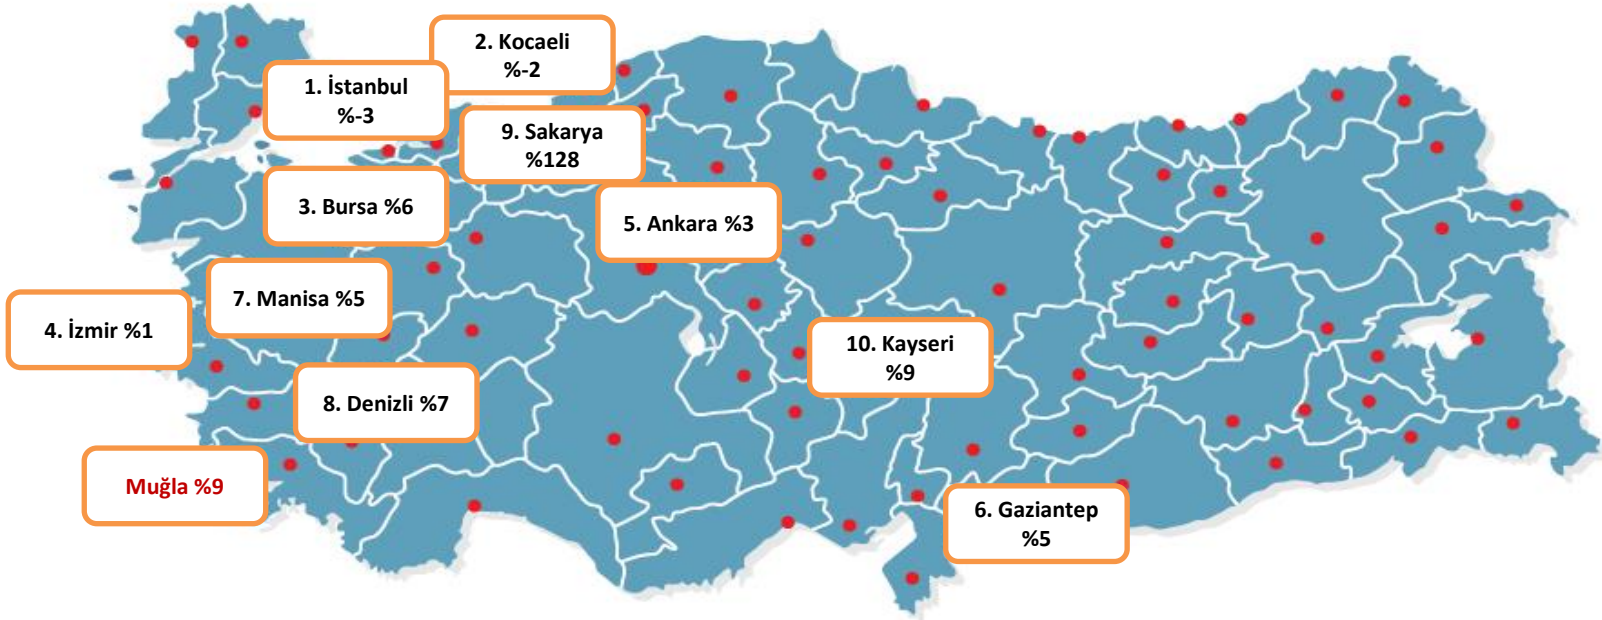 2. Kocaeli
%-2
1. İstanbul
%-3
9. Sakarya
%128
3. Bursa %6
5. Ankara %3
7. Manisa %5
4. İzmir %1
10. Kayseri
%9
8. Denizli %7
Muğla %9
6. Gaziantep
%5